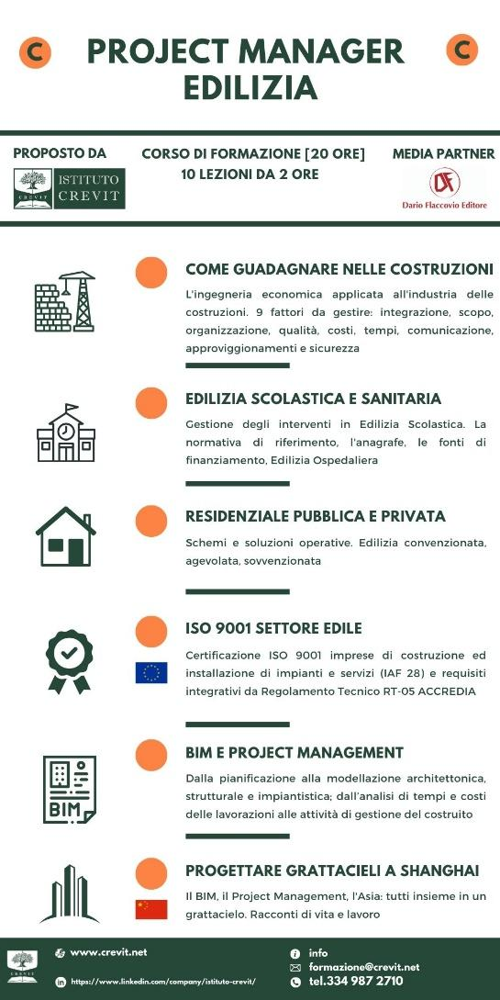 C
PROJECT MANAGER
C
EDILIZIA
PROPOSTO DA
CREVIT
ISTITUTO
CREVIT
CORSO DI FORMAZIONE [20 ORE]
10 LEZIONI DA 2 ORE
MEDIA PARTNER
DF
Dario Flaccovio Editore
COME GUADAGNARE NELLE COSTRUZIONI
L'ingegneria economica applicata all'industria delle
costruzioni. 9 fattori da gestire: integrazione, scopo,
organizzazione, qualità, costi, tempi, comunicazione,
approviggionamenti e sicurezza
EDILIZIA SCOLASTICA E SANITARIA
Gestione degli interventi in Edilizia Scolastica. La
normativa di riferimento, l'anagrafe, le fonti di
finanziamento, Edilizia Ospedaliera
RESIDENZIALE PUBBLICA E PRIVATA
Schemi e soluzioni operative. Edilizia convenzionata,
agevolata, sovvenzionata
ISO 9001 SETTORE EDILE
Certificazione ISO 9001 imprese di costruzione ed
installazione di impianti e servizi (IAF 28) e requisiti
integrativi da Regolamento Tecnico RT-05 ACCREDIA
BIM
BIM E PROJECT MANAGEMENT
Dalla pianificazione alla modellazione architettonica,
strutturale e impiantistica; dall'analisi di tempi e costi
delle lavorazioni alle attività di gestione del costruito
PROGETTARE GRATTACIELI A SHANGHAI
Il BIM, il Project Management, l'Asia: tutti insieme in un
grattacielo. Racconti di vita e lavoro
CREVIT
www.crevit.net
https://www.linkedin.com/company/istituto-crevit/
info
formazione@crevit.net
tel.334 987 2710